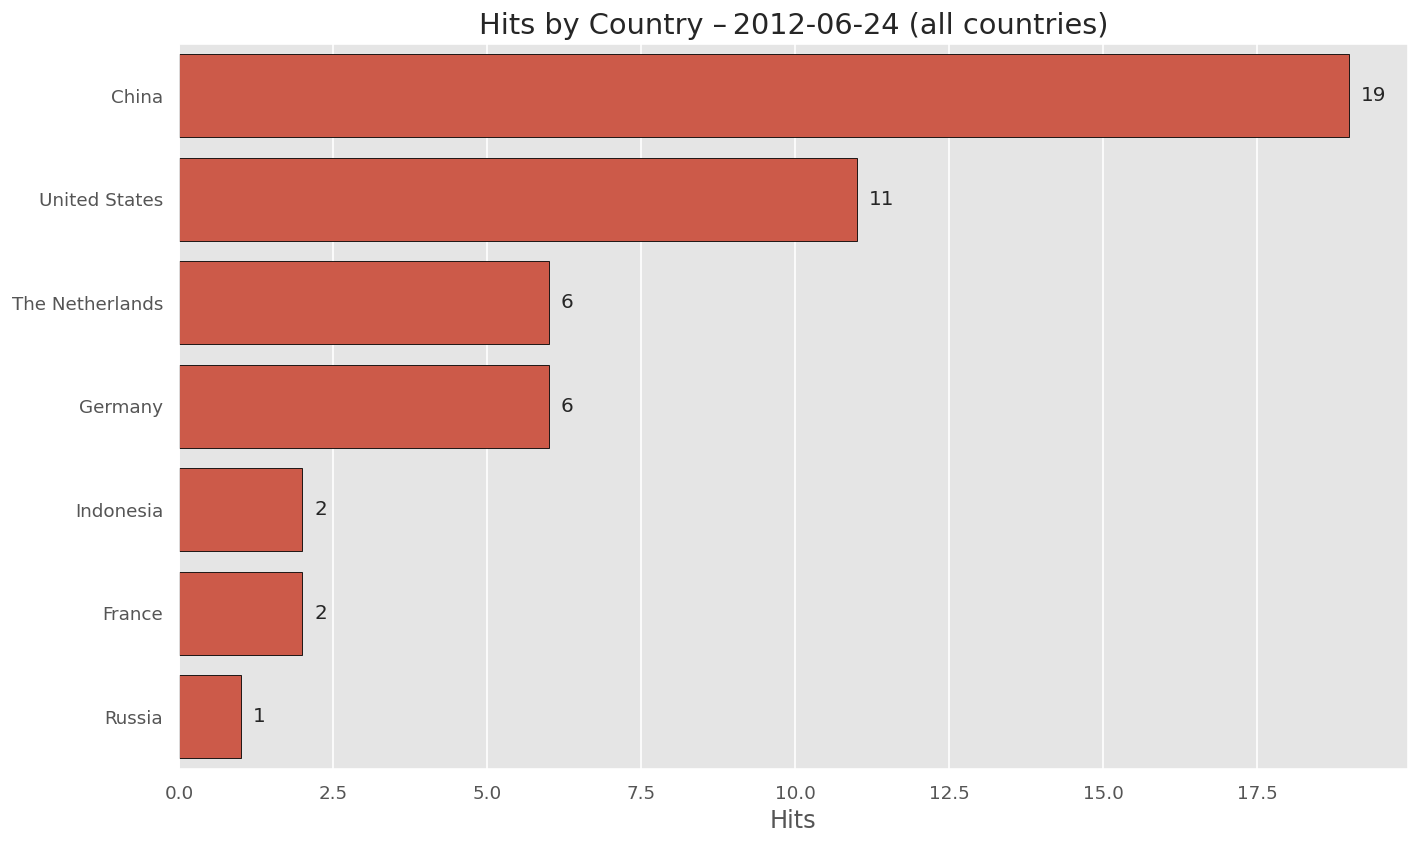 Hits by Country – 2012-06-24 (all countries)
China
19
United States
11
The Netherlands
6
Germany
6
Indonesia
2
France
2
Russia
1
0.0 2.5 5.0 7.5 10.0 12.5 15.0 17.5
Hits